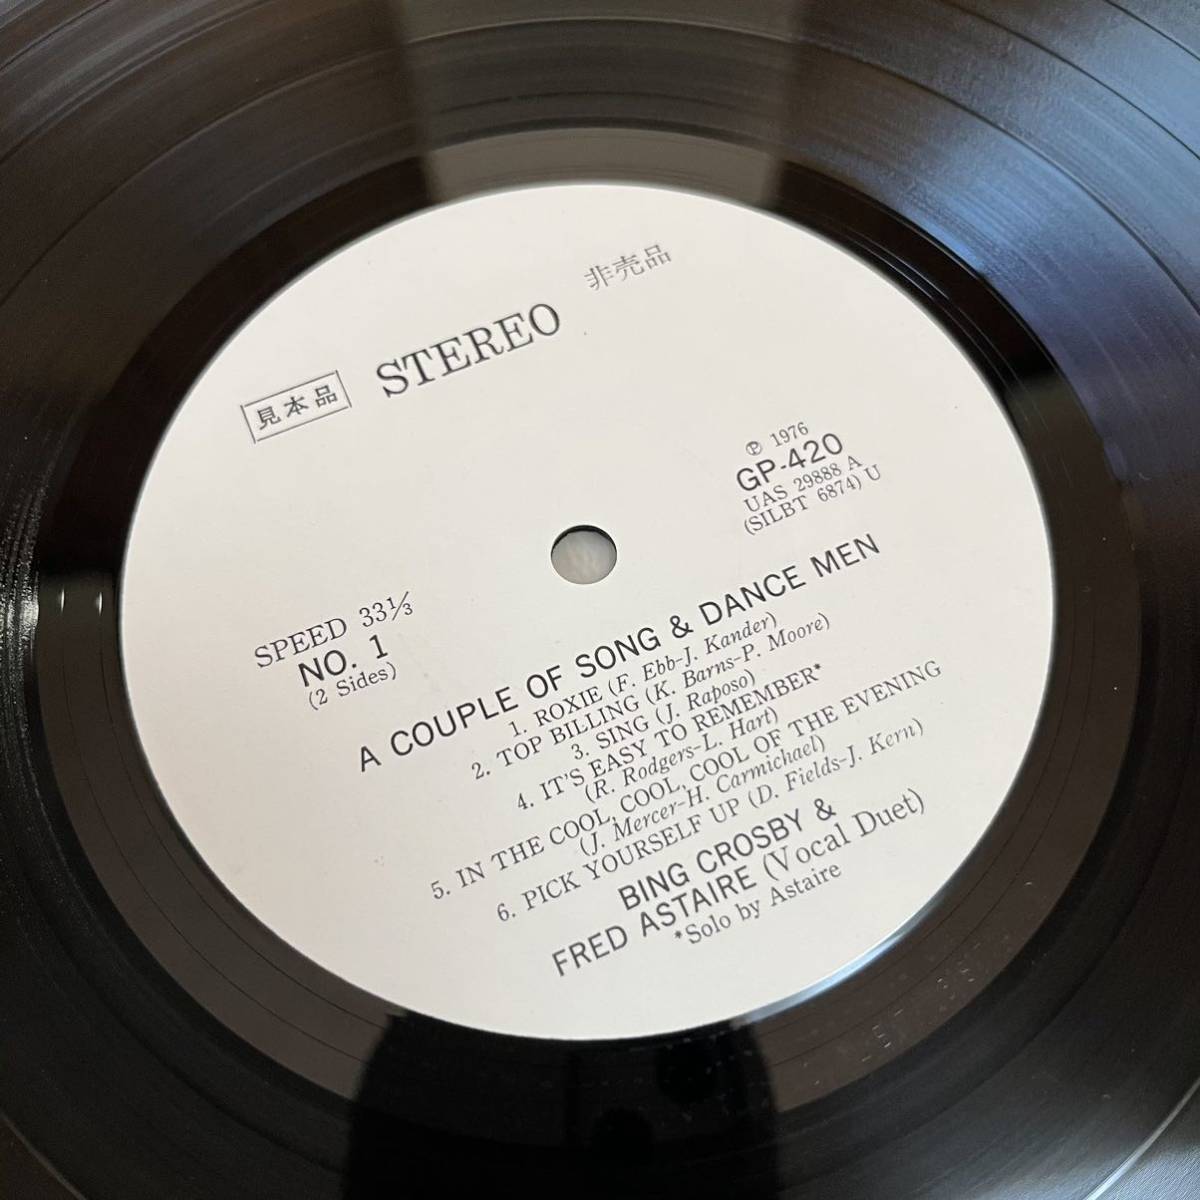 非売品
見本品 STEREO
℗ 1976
GP-420
UAS 29888 A
(SILBT 6874) U
SPEED 33⅓
NO. 1
(2 Sides)
A COUPLE OF SONG & DANCE MEN
1. ROXIE (F. Ebb-J. Kander)
2. TOP BILLING (K. Barns-P. Moore)
3. SING (J. Raposo)
4. IT'S EASY TO REMEMBER*
(R. Rodgers-L. Hart)
5. IN THE COOL, COOL, COOL OF THE EVENING
(J. Mercer-H. Carmichael)
6. PICK YOURSELF UP (D. Fields-J. Kern)
BING CROSBY &
FRED ASTAIRE (Vocal Duet)
*Solo by Astaire